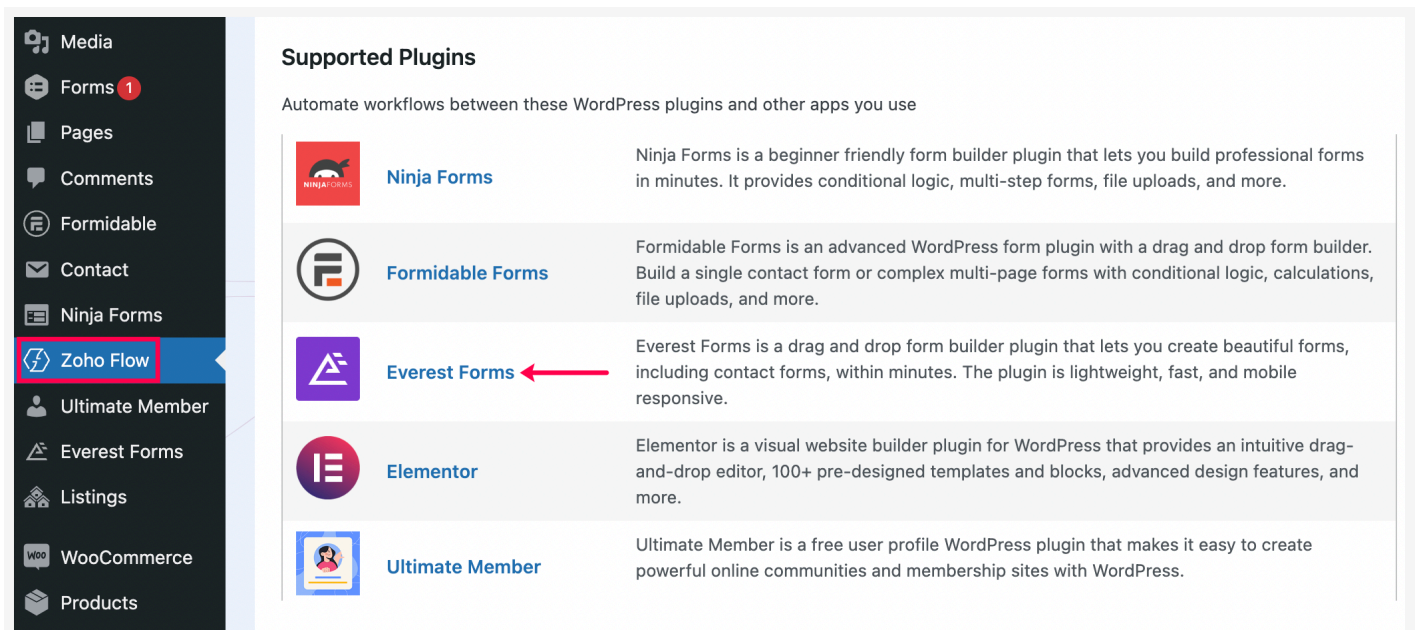 Media
Forms 1
Pages
Comments
Formidable
Contact
Ninja Forms
Zoho Flow
Ultimate Member
Everest Forms
Listings
WOO WooCommerce
Products
Supported Plugins
Automate workflows between these WordPress plugins and other apps you use
NINJAFORMS
Ninja Forms
Ninja Forms is a beginner friendly form builder plugin that lets you build professional forms
in minutes. It provides conditional logic, multi-step forms, file uploads, and more.
Formidable Forms
Formidable Forms is an advanced WordPress form plugin with a drag and drop form builder.
Build a single contact form or complex multi-page forms with conditional logic, calculations,
file uploads, and more.
Everest Forms
Everest Forms is a drag and drop form builder plugin that lets you create beautiful forms,
including contact forms, within minutes. The plugin is lightweight, fast, and mobile
responsive.
Elementor
Elementor is a visual website builder plugin for WordPress that provides an intuitive drag-
and-drop editor, 100+ pre-designed templates and blocks, advanced design features, and
more.
Ultimate Member
Ultimate Member is a free user profile WordPress plugin that makes it easy to create
powerful online communities and membership sites with WordPress.